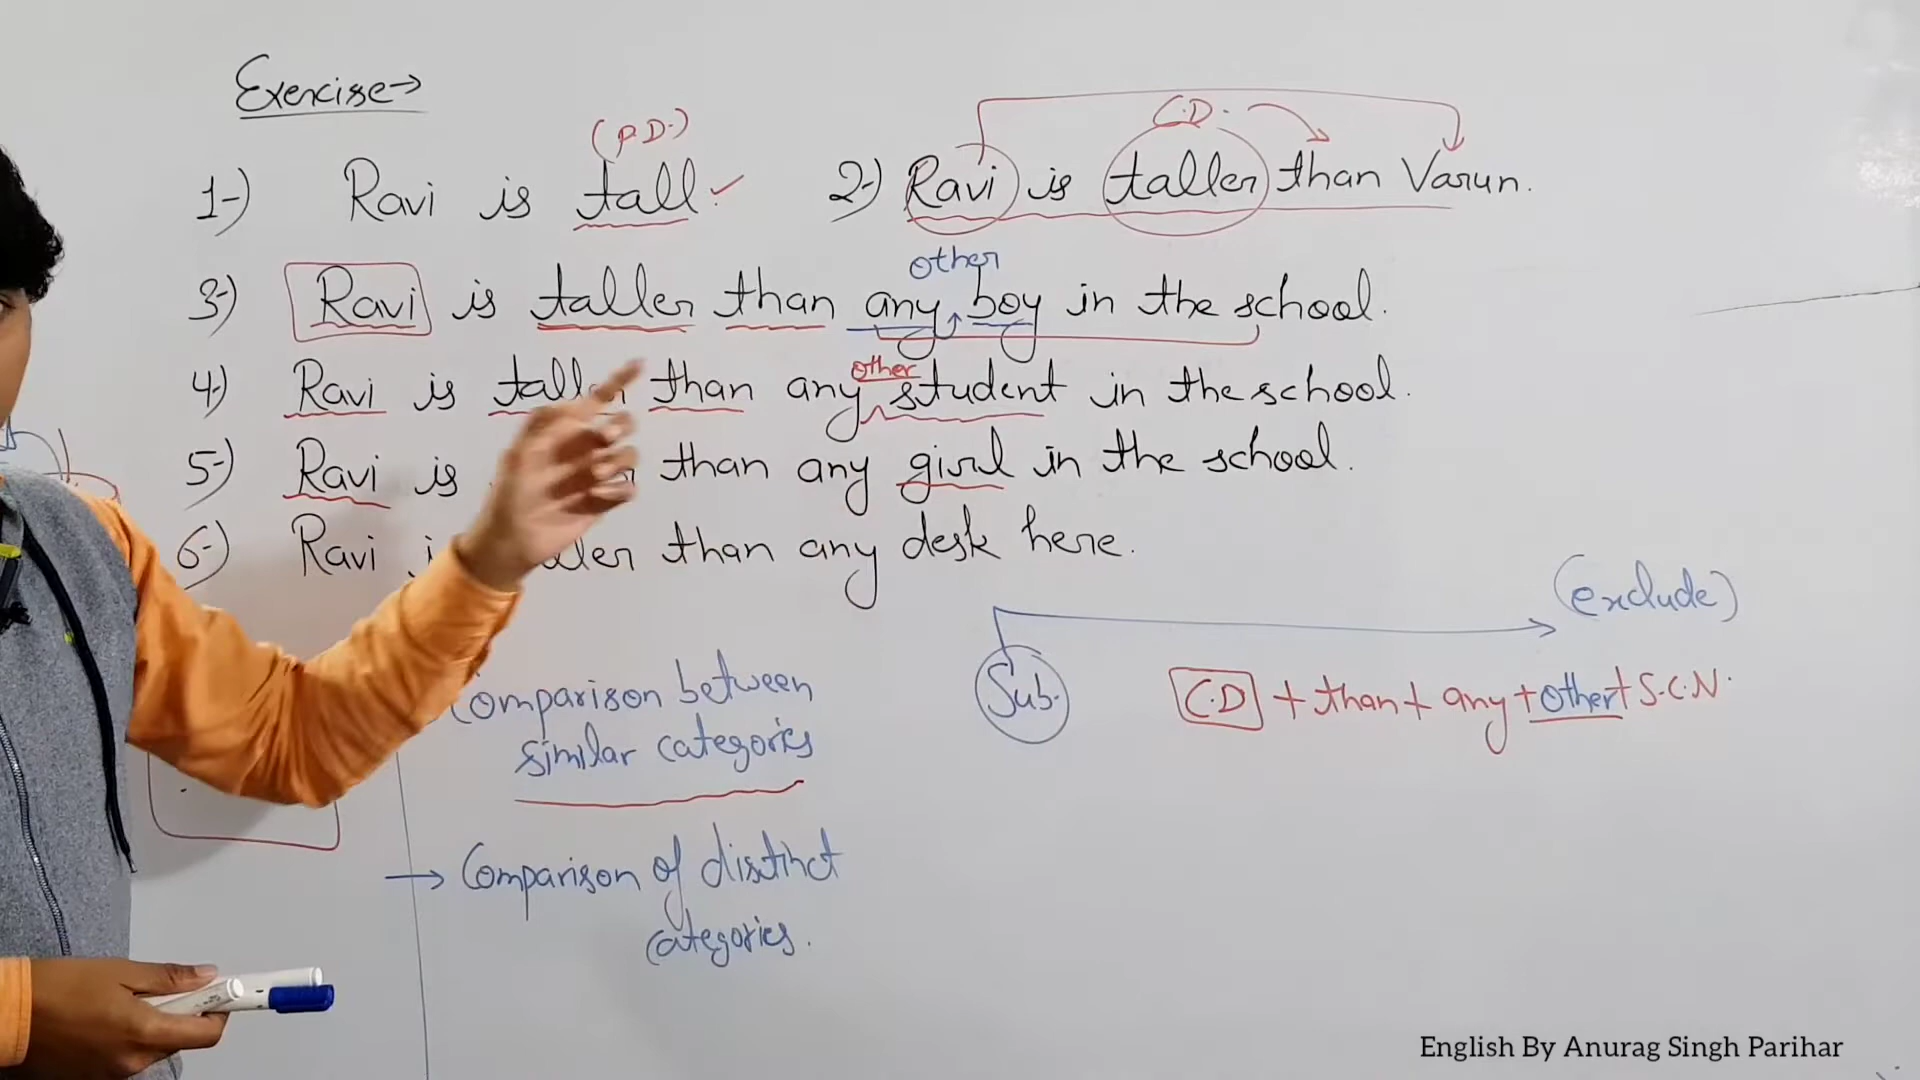 Exercise→
(P.D.)
1-) Ravi is tall.
C.D.
2-) Ravi is taller than Varun.
other
3-) Ravi is taller than any boy in the school.
other
4-) Ravi is taller than any student in the school.
5-) Ravi is than any girl in the school.
6-) Ravi taller than any desk here.
(exclude)
Comparison between
similar categories
Sub. C.D + than + any + other + S.C.N.
→ Comparison of distinct
categories.
English By Anurag Singh Parihar